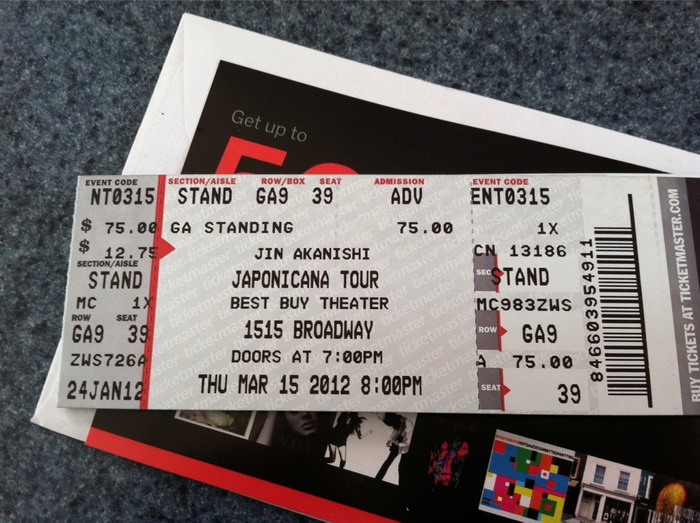 Get up to
EVENT CODE
NT0315
$ 75.00
$ 12.75
SECTION/AISLE
STAND
MC 1X
ROW SEAT
GA9 39
ZWS726A
24JAN12
SECTION/AISLE ROW/BOX SEAT ADMISSION
STAND GA9 39 ADV
GA STANDING 75.00
JIN AKANISHI
JAPONICANA TOUR
BEST BUY THEATER
1515 BROADWAY
DOORS AT 7:00PM
THU MAR 15 2012 8:00PM
EVENT CODE
ENT0315
1X
CN 13186
SEC STAND
MC983ZWS
ROW GA9
A 75.00
SEAT 39
846603954911
BUY TICKETS AT TICKETMASTER.COM